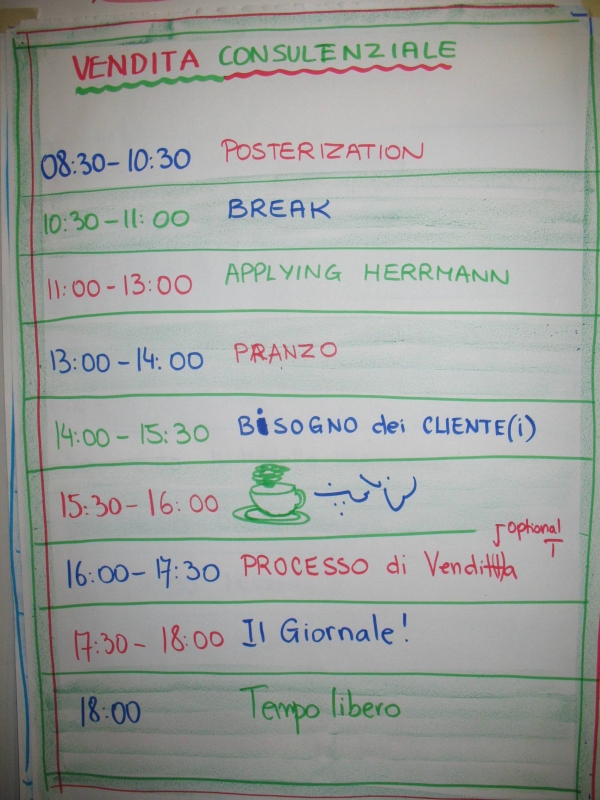 VENDITA CONSULENZIALE
08:30-10:30 POSTERIZATION
10:30-11:00 BREAK
11:00-13:00 APPLYING HERRMANN
13:00-14:00 PRANZO
14:00-15:30 BiSOGNO dei CLIENTE(i)
15:30-16:00
optional
T
16:00-17:30 PROCESSO di Vendita
17:30-18:00 Il Giornale!
18:00 Tempo libero